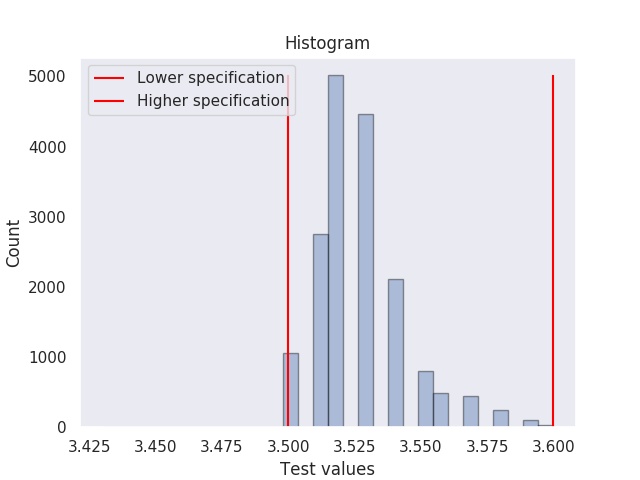 Histogram
Lower specification
Higher specification
5000
4000
3000
2000
1000
0
Count
3.425 3.450 3.475 3.500 3.525 3.550 3.575 3.600
Test values